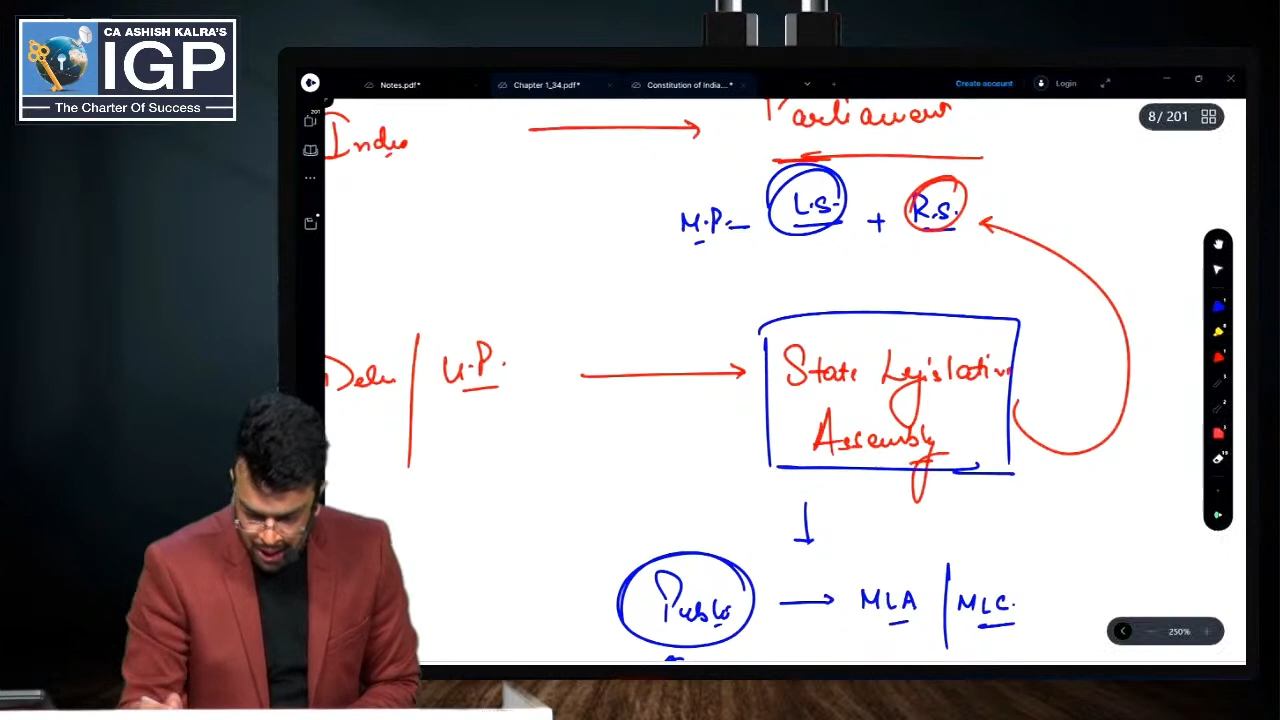 CA ASHISH KALRA'S
IGP
The Charter Of Success
Notes.pdf*
Chapter 1_34.pdf*
Constitution of India....*
Create account
Login
201
8 / 201
India
Parliament
M.P. - L.S. + R.S.
U.P.
State Legislative
Assembly
Public
MLA
MLC.
250%